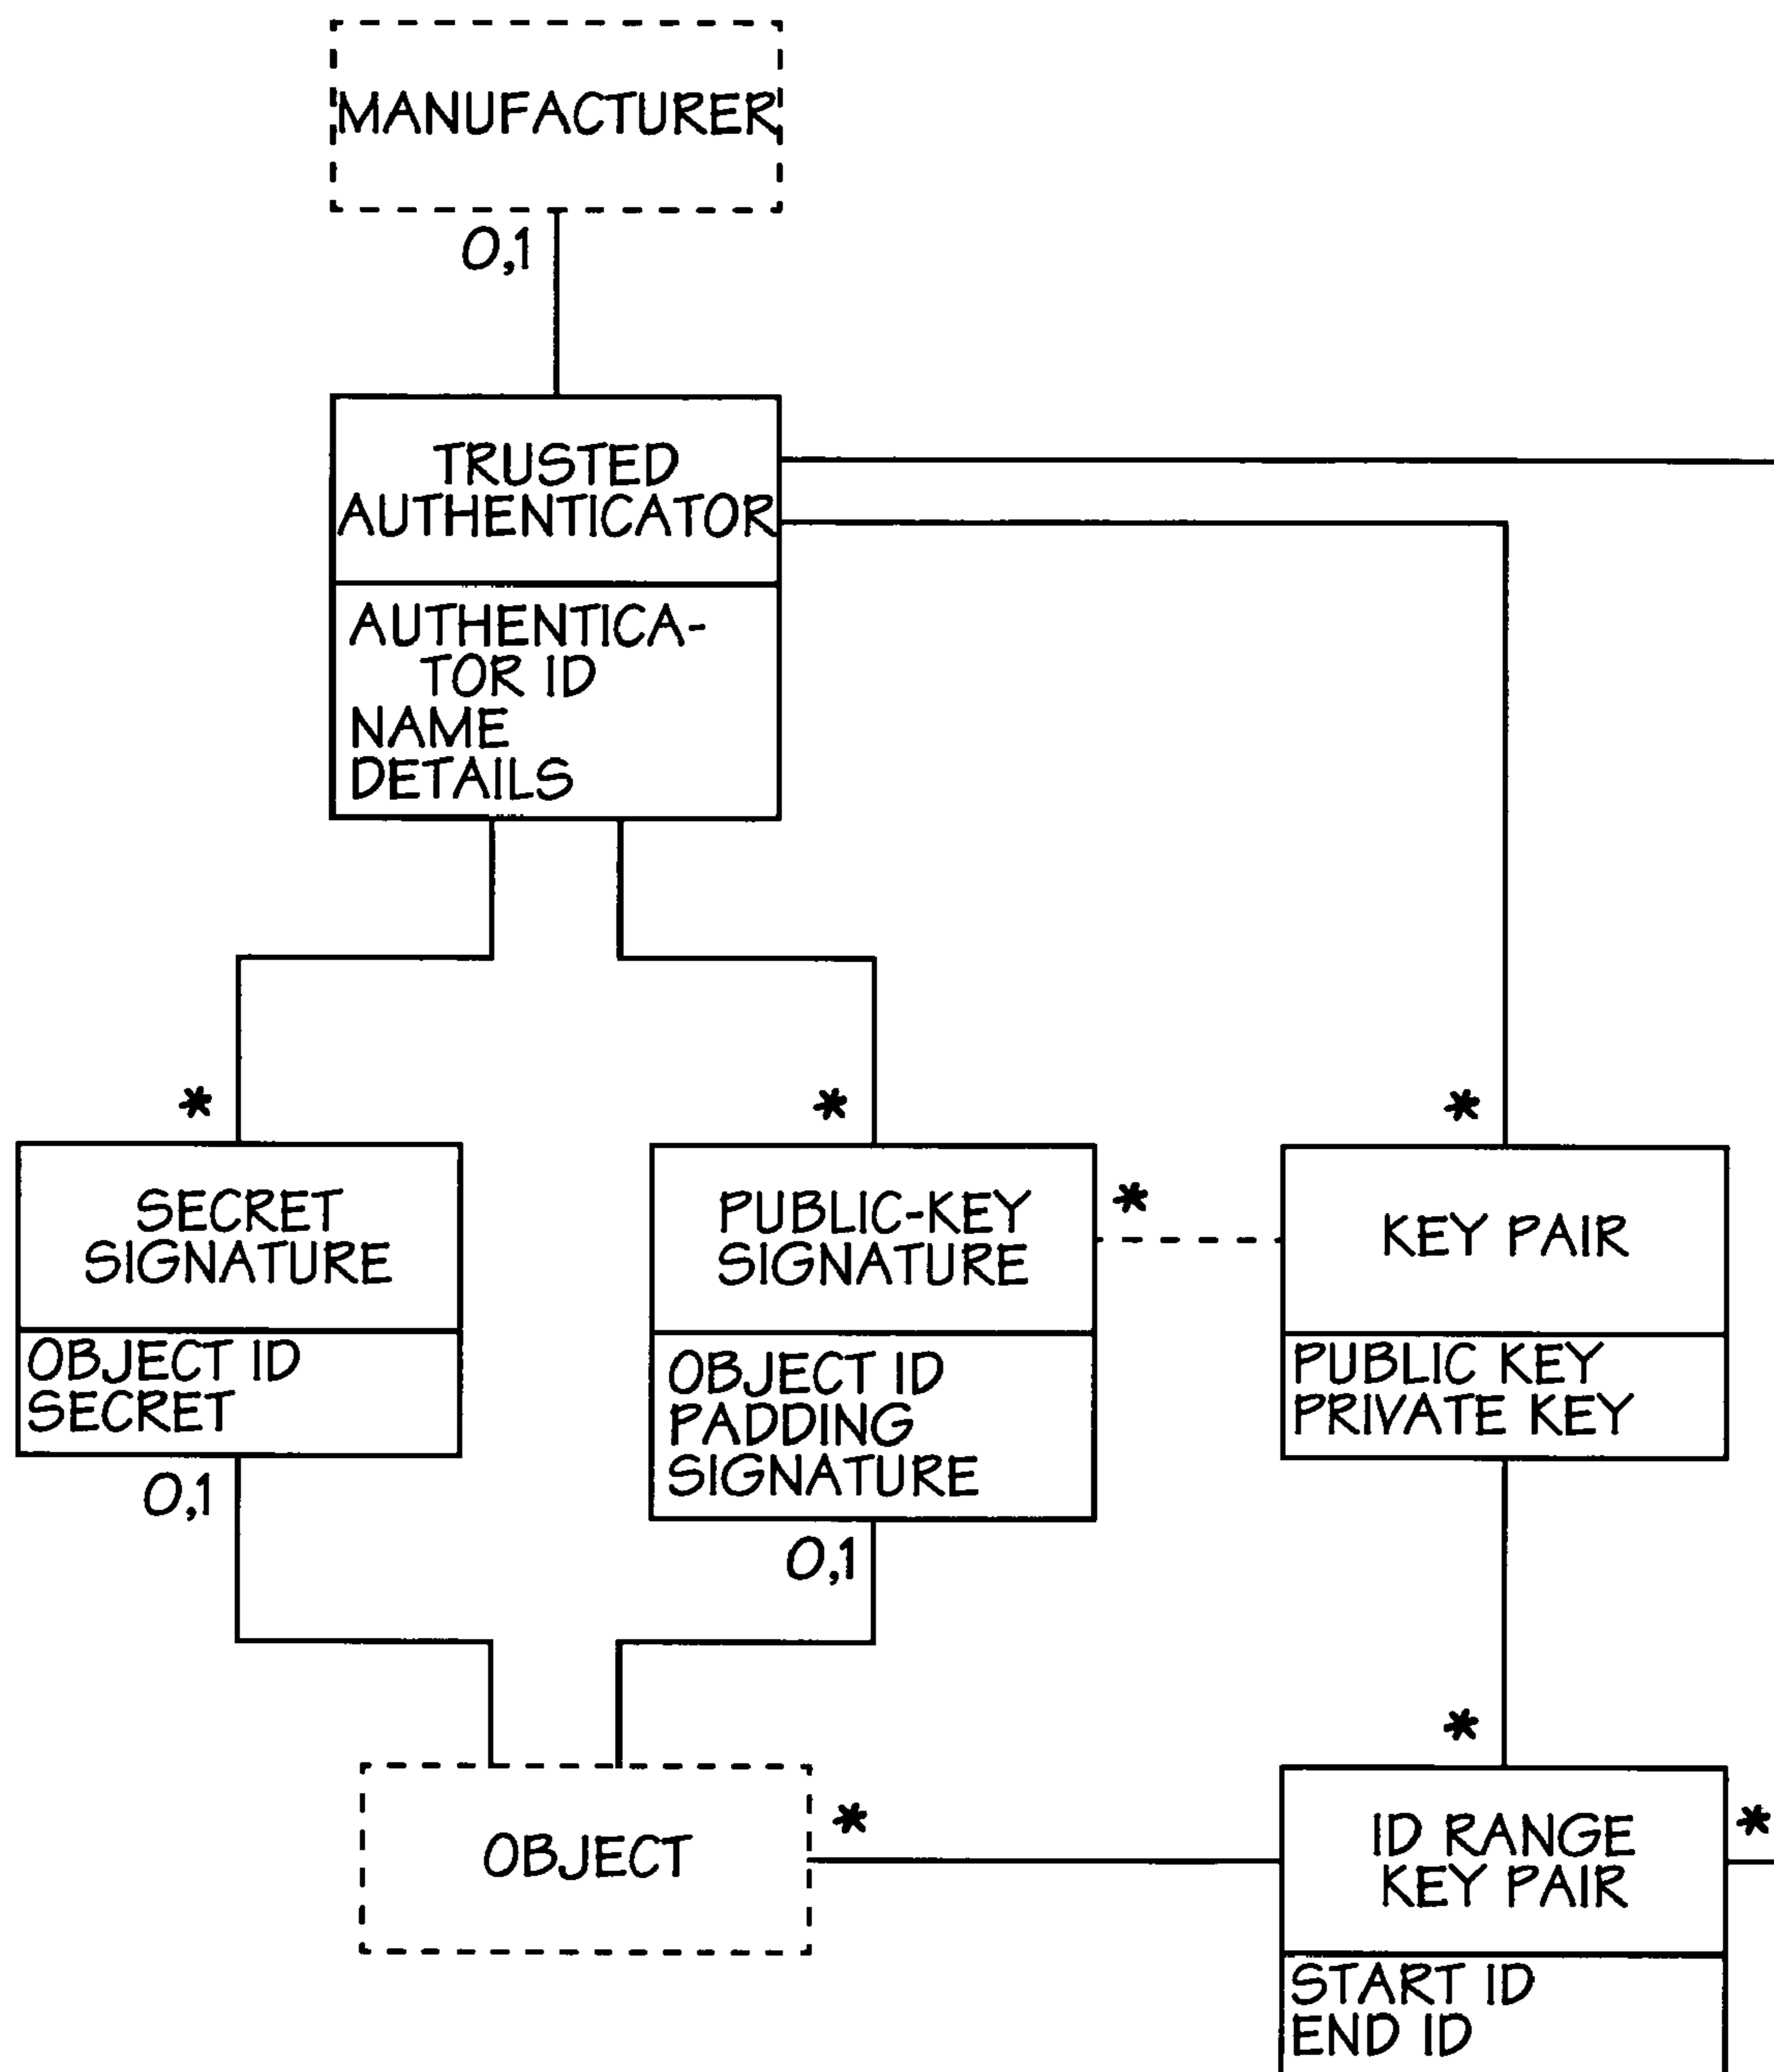 MANUFACTURER
0,1
TRUSTED
AUTHENTICATOR
AUTHENTICA-
TOR ID
NAME
DETAILS
*
*
*
SECRET
SIGNATURE
OBJECT ID
SECRET
0,1
PUBLIC-KEY
SIGNATURE
*
OBJECT ID
PADDING
SIGNATURE
0,1
KEY PAIR
PUBLIC KEY
PRIVATE KEY
*
OBJECT
*
ID RANGE
KEY PAIR
*
START ID
END ID